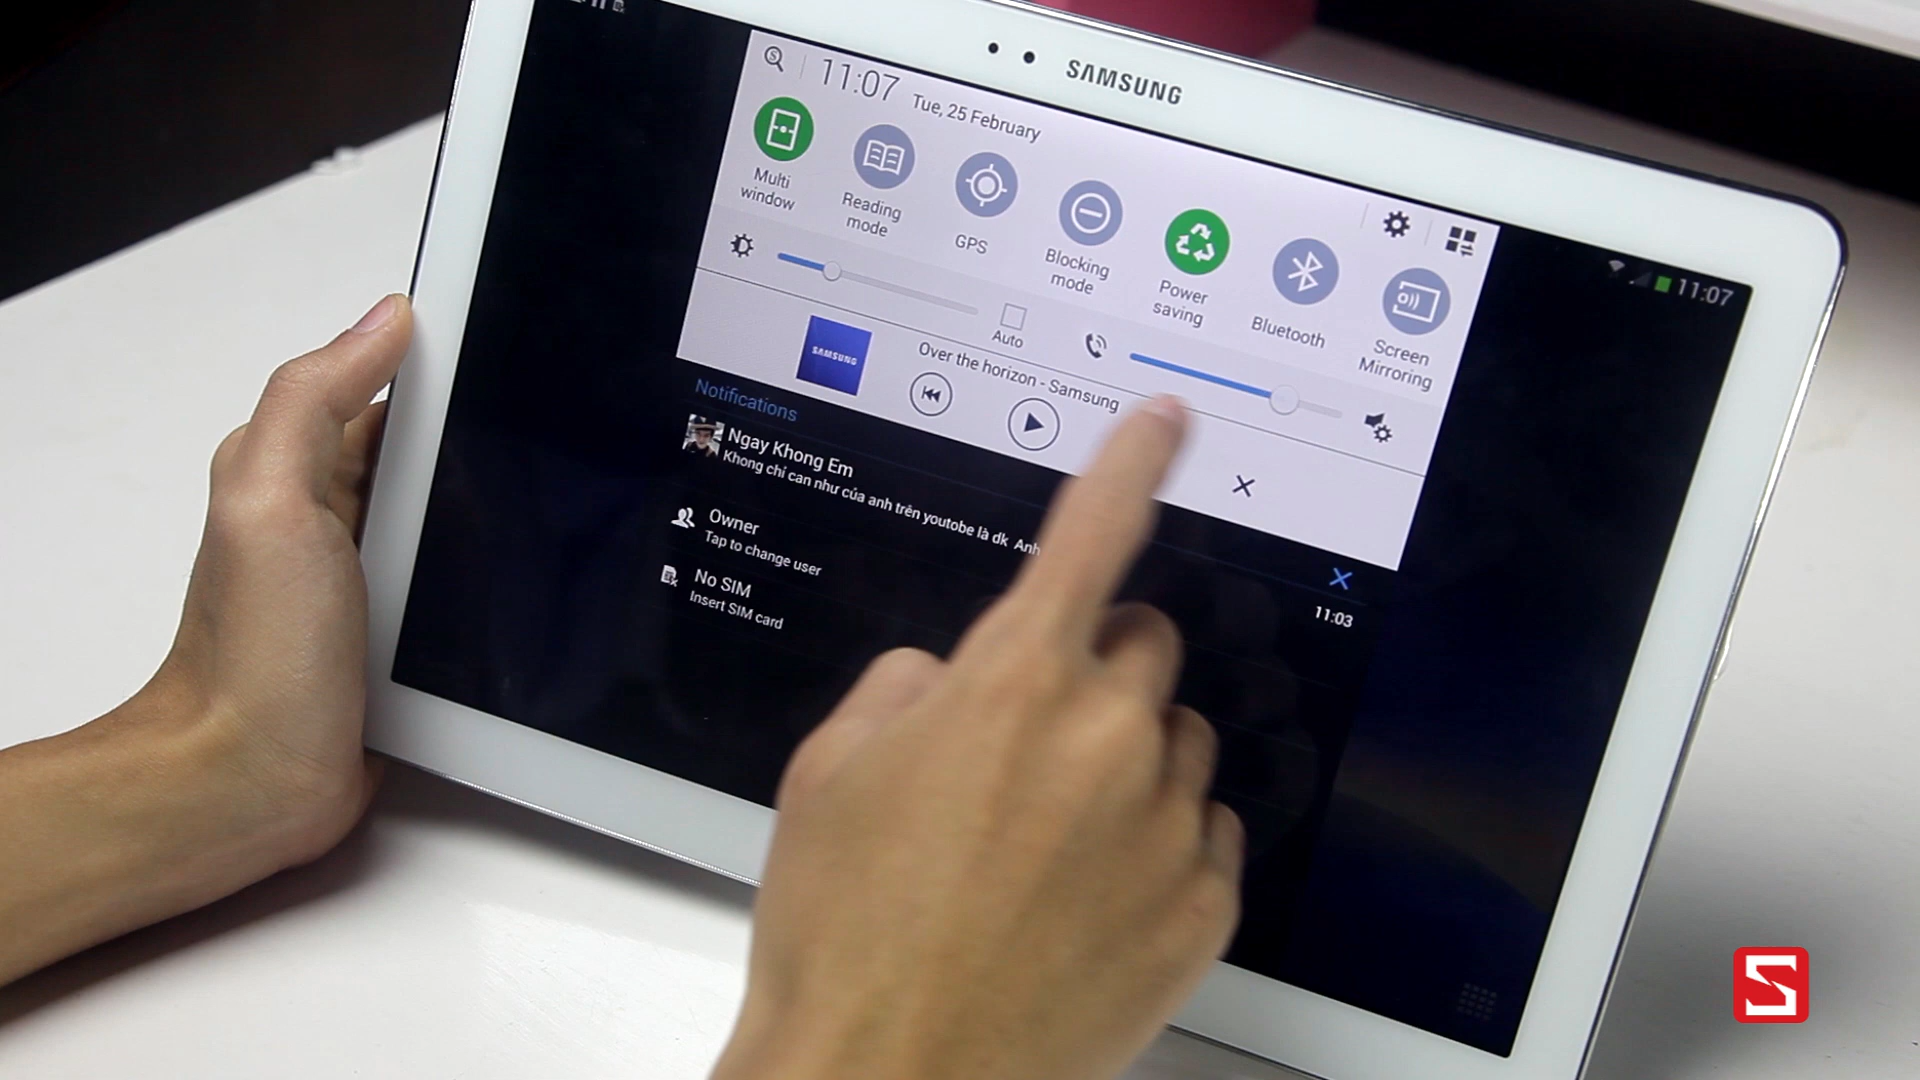 SAMSUNG
11:07
Tue, 25 February
Multi
window
Reading
mode
GPS
Blocking
mode
Power
saving
Bluetooth
Screen
Mirroring
11:07
Auto
SAMSUNG
Over the horizon - Samsung
Notifications
Ngay Khong Em
Khong chỉ can như của anh trên youtobe là dk Anh
11:03
Owner
Tap to change user
No SIM
Insert SIM card